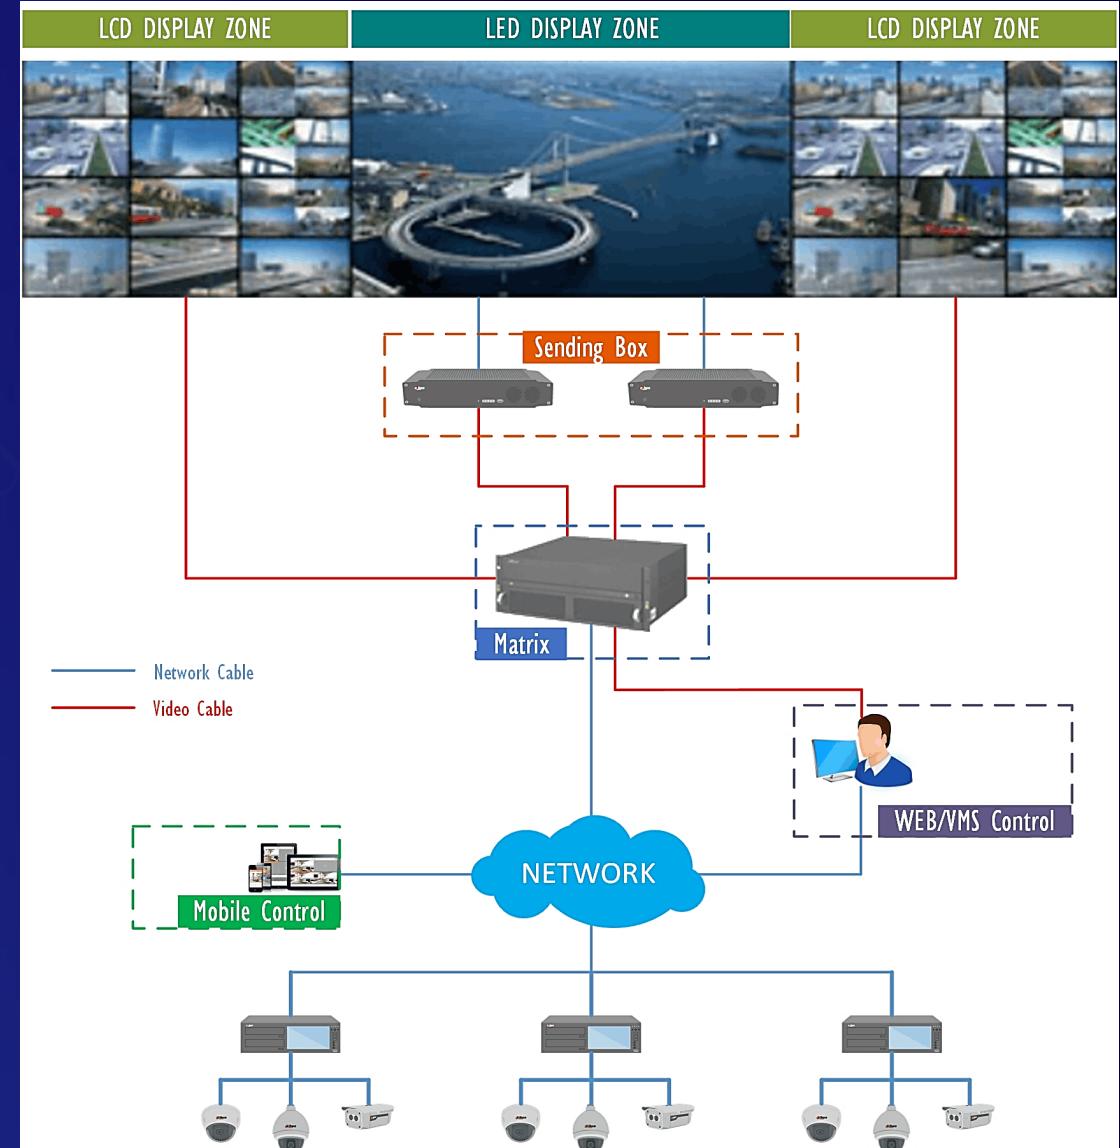 LCD DISPLAY ZONE
LED DISPLAY ZONE
LCD DISPLAY ZONE
Sending Box
Matrix
Network Cable
Video Cable
WEB/VMS Control
NETWORK
Mobile Control